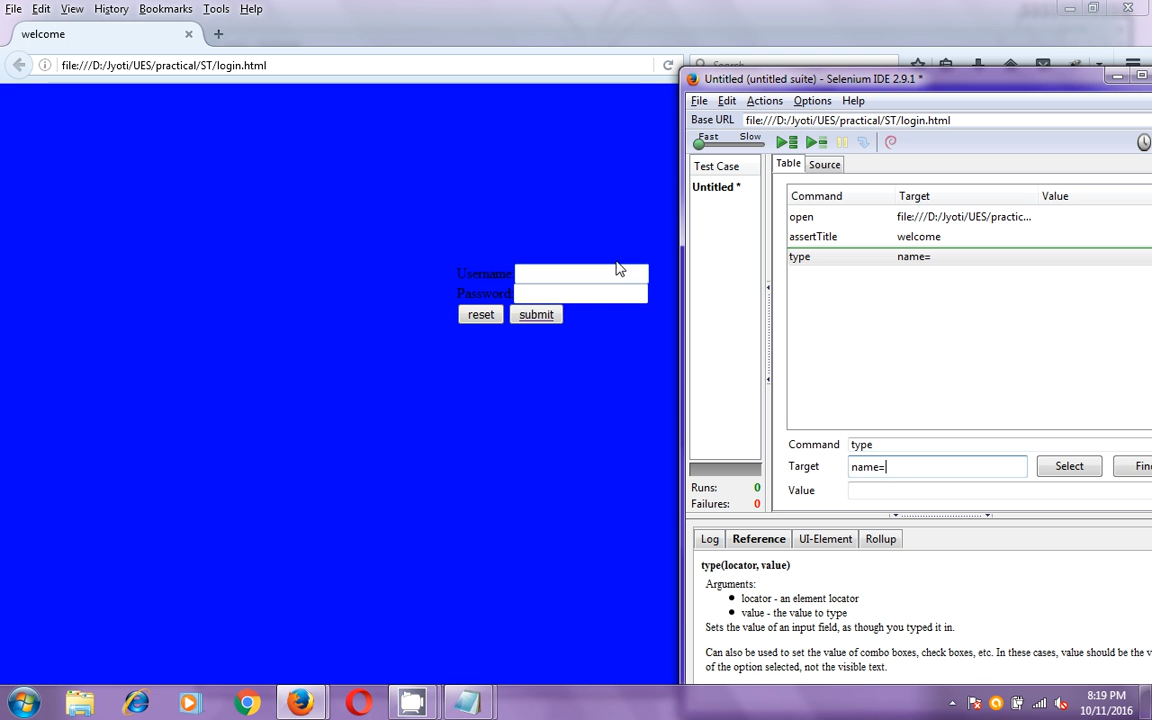 File Edit View History Bookmarks Tools Help
welcome
file:///D:/Jyoti/UES/practical/ST/login.html
Search
Untitled (untitled suite) - Selenium IDE 2.9.1 *
File Edit Actions Options Help
Base URL file:///D:/Jyoti/UES/practical/ST/login.html
Fast Slow
Test Case
Untitled *
Table Source
Command Target Value
open file:///D:/Jyoti/UES/practic...
assertTitle welcome
type name=
Username:
Password:
reset submit
Command type
Target name= Select Fin
Value
Runs: 0
Failures: 0
Log Reference UI-Element Rollup
type(locator, value)
Arguments:
locator - an element locator
value - the value to type
Sets the value of an input field, as though you typed it in.
Can also be used to set the value of combo boxes, check boxes, etc. In these cases, value should be the v
of the option selected, not the visible text.
8:19 PM
10/11/2016